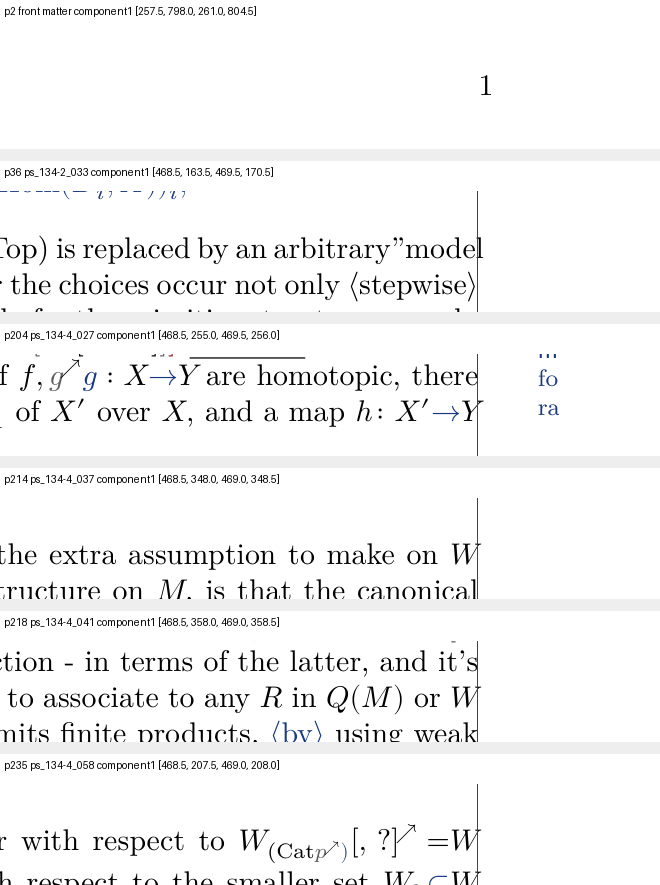 p2 front matter component1 [257.5, 798.0, 261.0, 804.5]
1
p36 ps_134-2_033 component1 [468.5, 163.5, 469.5, 170.5]
Top) is replaced by an arbitrary”model
r the choices occur not only ⟨stepwise⟩
p204 ps_134-4_027 component1 [468.5, 255.0, 469.5, 256.0]
f f, g↗g : X→Y are homotopic, there
fo
of X′ over X, and a map h: X′→Y
ra
p214 ps_134-4_037 component1 [468.5, 348.0, 469.0, 348.5]
the extra assumption to make on W
tructure on M, is that the canonical
p218 ps_134-4_041 component1 [468.5, 358.0, 469.0, 358.5]
ction - in terms of the latter, and it’s
to associate to any R in Q(M) or W
mits finite products, ⟨by⟩ using weak
p235 ps_134-4_058 component1 [468.5, 207.5, 469.0, 208.0]
r with respect to W(Catp↗)[, ?]↗ =W
h respect to the smaller set W ⊂W